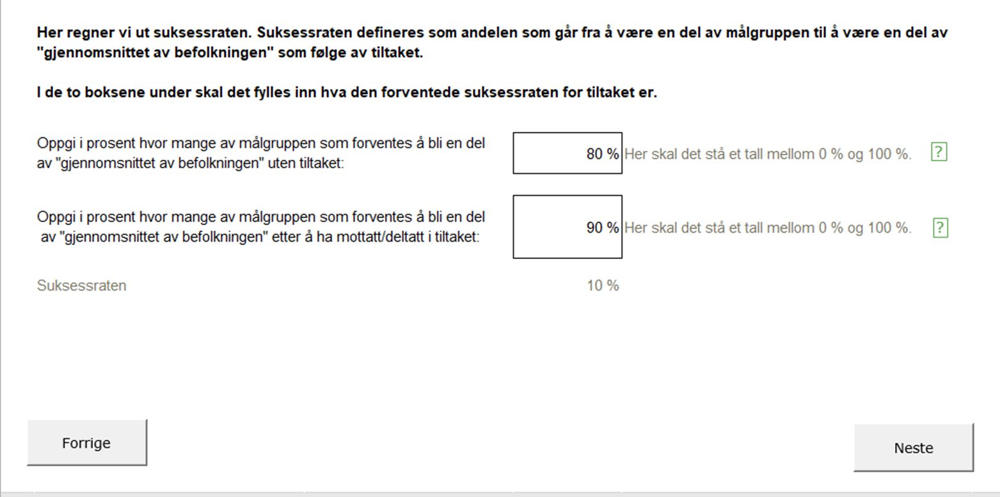 Her regner vi ut suksessraten. Suksessraten defineres som andelen som går fra å være en del av målgruppen til å være en del av
"gjennomsnittet av befolkningen" som følge av tiltaket.
I de to boksene under skal det fylles inn hva den forventede suksessraten for tiltaket er.
Oppgi i prosent hvor mange av målgruppen som forventes å bli en del
av "gjennomsnittet av befolkningen" uten tiltaket:
80 % Her skal det stå et tall mellom 0 % og 100 %. ?
Oppgi i prosent hvor mange av målgruppen som forventes å bli en del
av "gjennomsnittet av befolkningen" etter å ha mottatt/deltatt i tiltaket:
90 % Her skal det stå et tall mellom 0 % og 100 %. ?
Suksessraten 10 %
Forrige
Neste